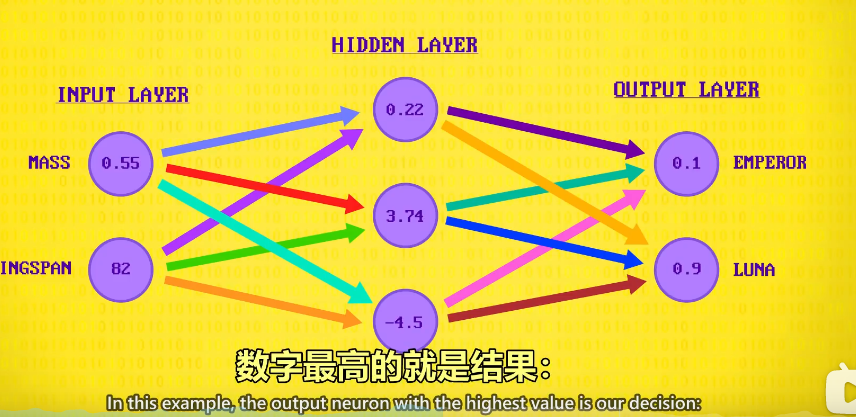 HIDDEN LAYER
INPUT LAYER
OUTPUT LAYER
0.22
MASS
0.55
0.1
EMPEROR
3.74
INGSPAN
82
0.9
LUNA
-4.5
数字最高的就是结果：
In this example, the output neuron with the highest value is our decision: